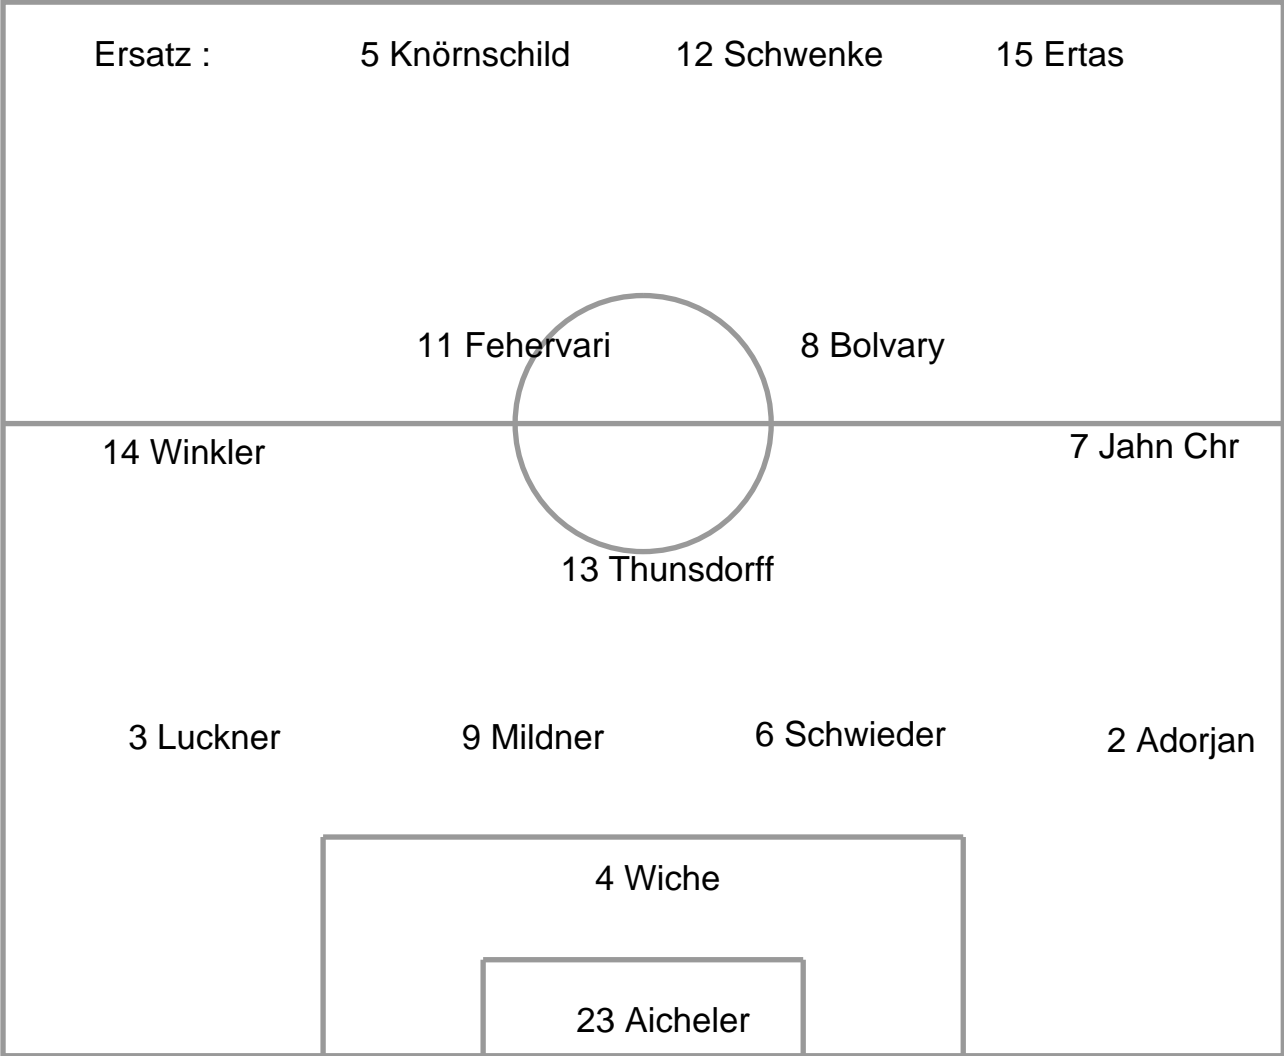 Ersatz : 5 Knörnschild 12 Schwenke 15 Ertas
11 Fehervari 8 Bolvary
14 Winkler 7 Jahn Chr
13 Thunsdorff
3 Luckner 9 Mildner 6 Schwieder 2 Adorjan
4 Wiche
23 Aicheler